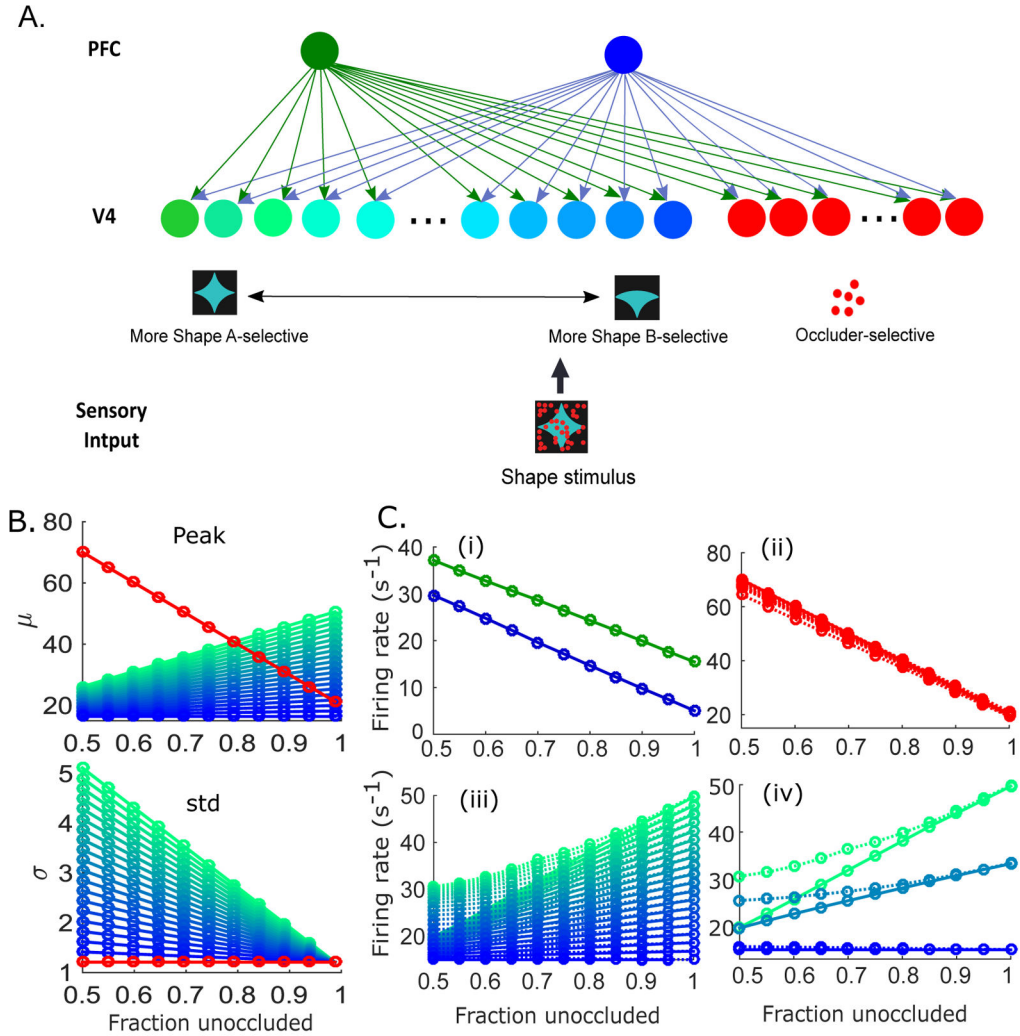 A.
PFC
V4
More Shape A-selective
More Shape B-selective
Occluder-selective
Sensory
Intput
Shape stimulus
B.
Peak
μ
80
60
40
20
0.5 0.6 0.7 0.8 0.9 1
std
σ
5
4
3
2
1
0.5 0.6 0.7 0.8 0.9 1
Fraction unoccluded
C.
(i)
Firing rate (s⁻¹)
40
30
20
10
0
0.5 0.6 0.7 0.8 0.9 1
(ii)
80
60
40
20
0.5 0.6 0.7 0.8 0.9 1
(iii)
Firing rate (s⁻¹)
50
40
30
20
0.5 0.6 0.7 0.8 0.9 1
(iv)
50
40
30
20
0.5 0.6 0.7 0.8 0.9 1
Fraction unoccluded